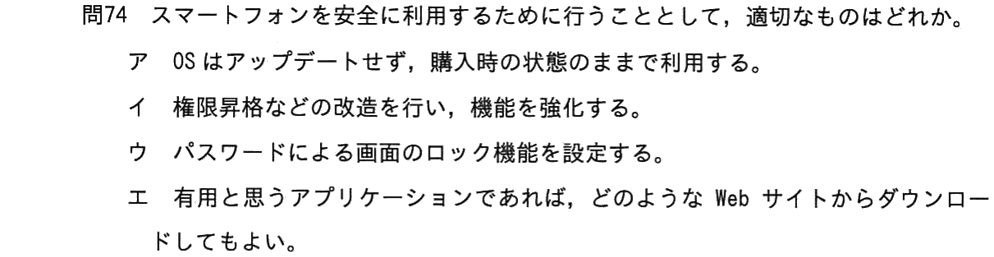 問74　スマートフォンを安全に利用するために行うこととして，適切なものはどれか。
ア　OSはアップデートせず，購入時の状態のままで利用する。
イ　権限昇格などの改造を行い，機能を強化する。
ウ　パスワードによる画面のロック機能を設定する。
エ　有用と思うアプリケーションであれば，どのような Web サイトからダウンロー
ドしてもよい。